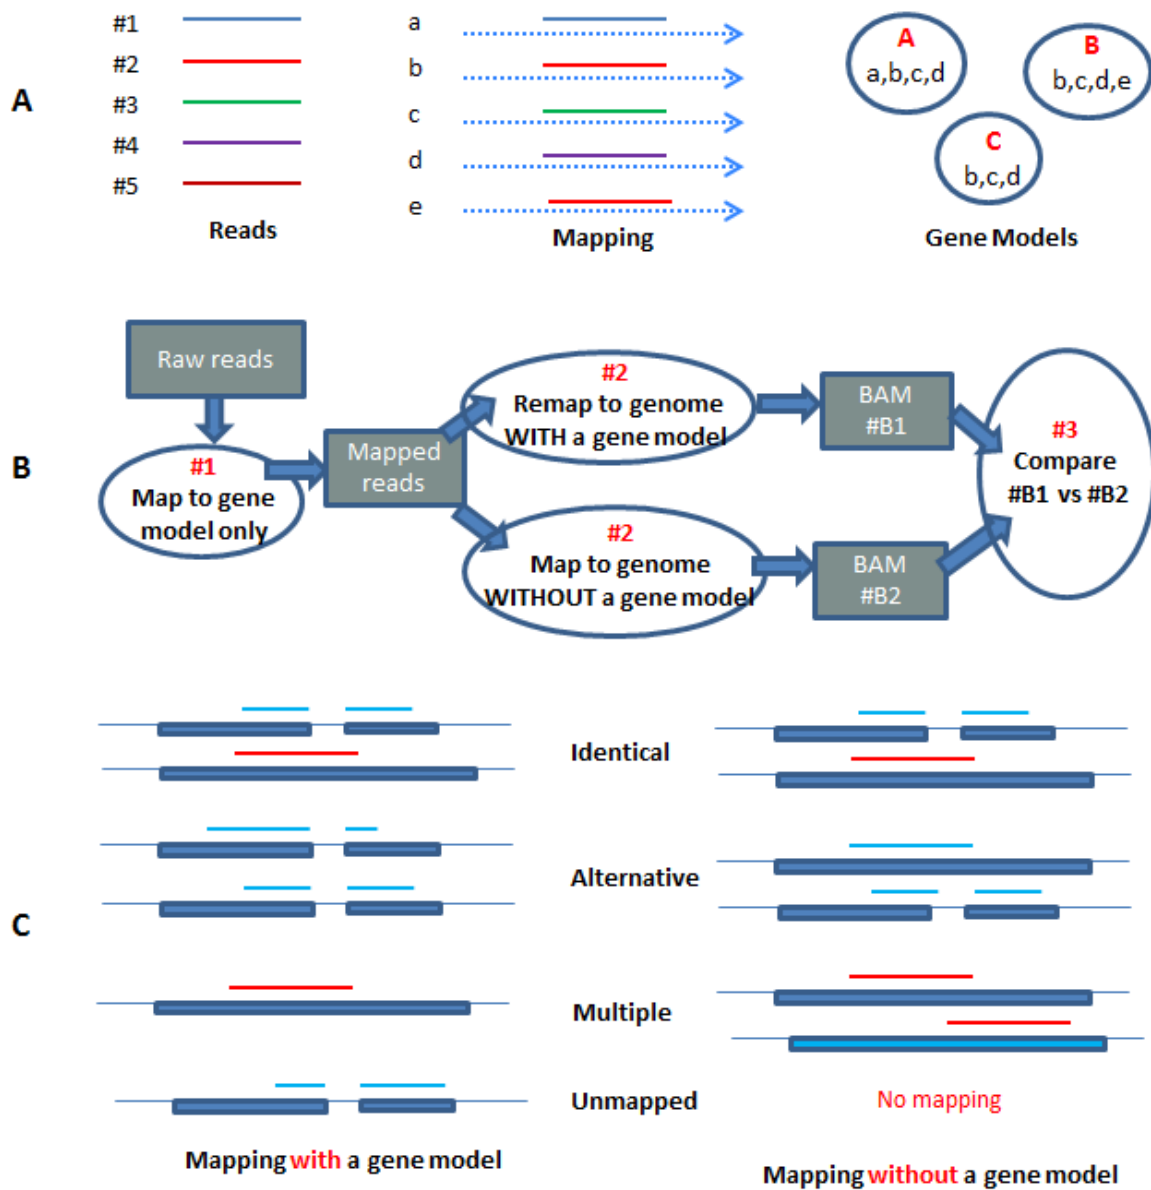 A
#1
#2
#3
#4
#5
Reads
a
b
c
d
e
Mapping
A
a,b,c,d
B
b,c,d,e
C
b,c,d
Gene Models
B
Raw reads
#1
Map to gene
model only
Mapped
reads
#2
Remap to genome
WITH a gene model
BAM
#B1
#2
Map to genome
WITHOUT a gene model
BAM
#B2
#3
Compare
#B1 vs #B2
C
Identical
Alternative
Multiple
Unmapped
No mapping
Mapping with a gene model
Mapping without a gene model